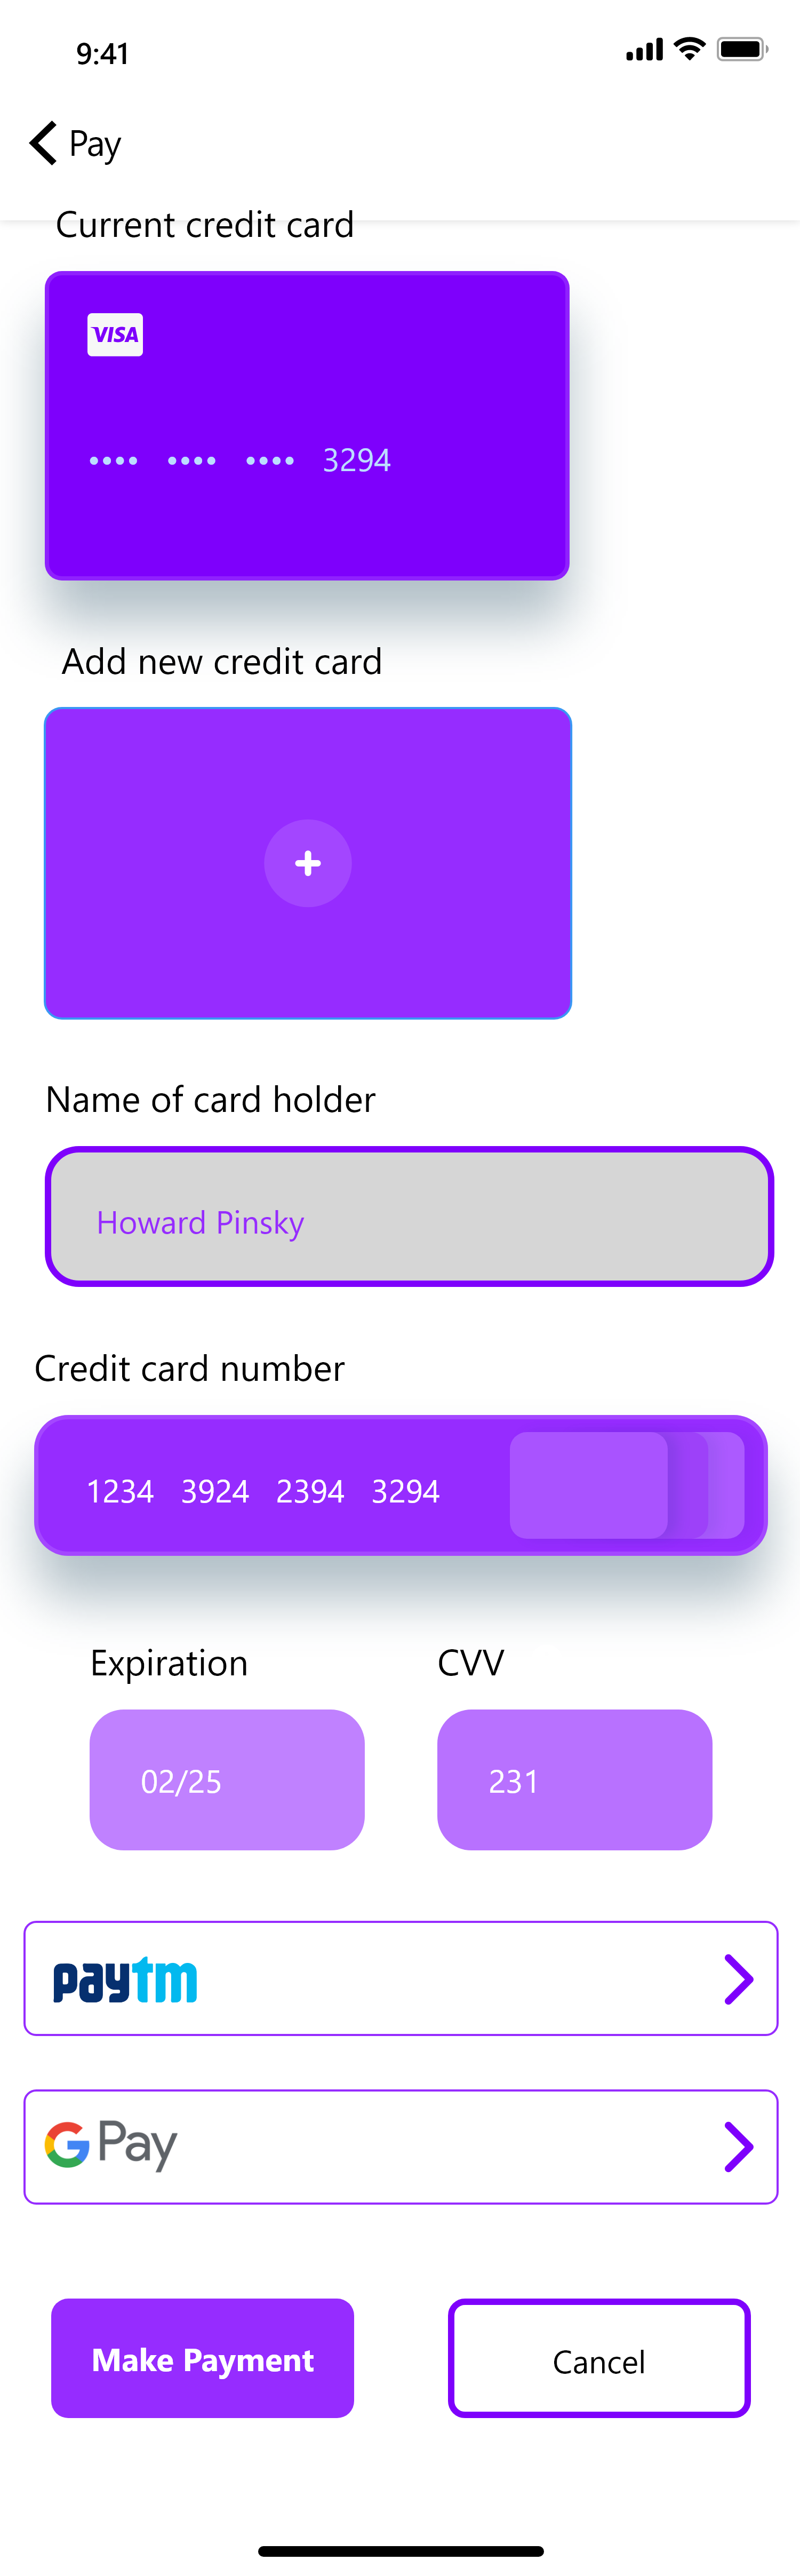 9:41
Pay
Current credit card
VISA
•••• •••• •••• 3294
Add new credit card
+
Name of card holder
Howard Pinsky
Credit card number
1234 3924 2394 3294
Expiration CVV
02/25 231
paytm
G Pay
Make Payment Cancel